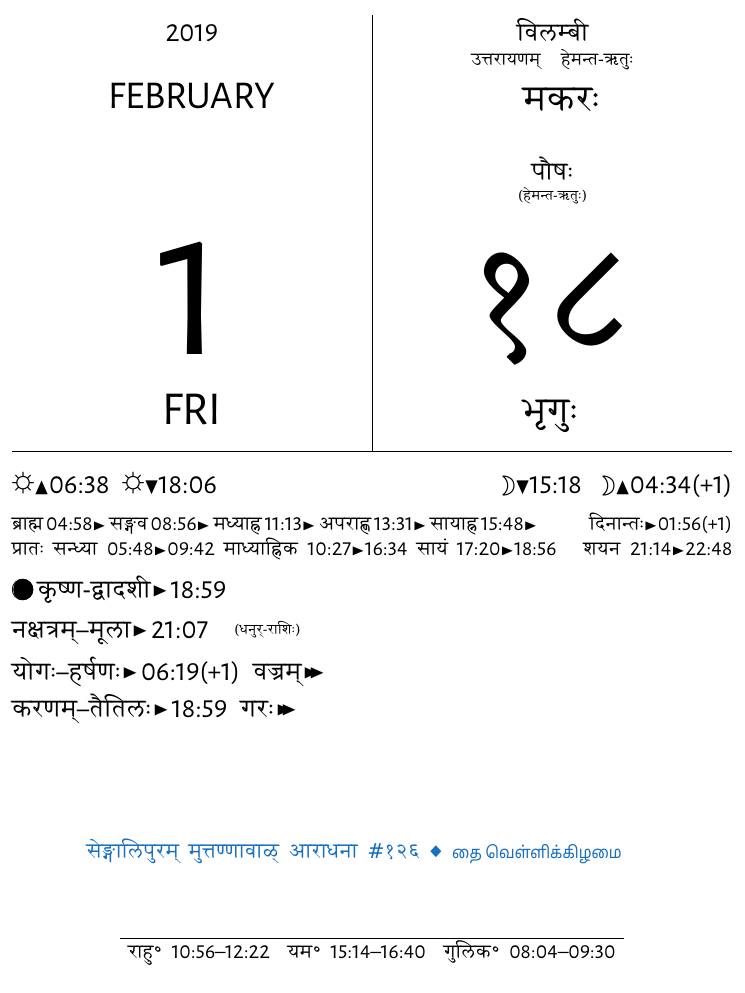 2019
FEBRUARY
1
FRI
विलम्बी
उत्तरायणम् हेमन्त-ऋतुः
मकरः
पौषः
(हेमन्त-ऋतुः)
१८
भृगुः
☼▲06:38 ☼▼18:06 ☽▼15:18 ☽▲04:34(+1)
ब्राह्म 04:58► सङ्गव 08:56► मध्याह्न 11:13► अपराह्ण 13:31► सायाह्न 15:48► दिनान्तः►01:56(+1)
प्रातः सन्ध्या 05:48►09:42 माध्याह्निक 10:27►16:34 सायं 17:20►18:56 शयन 21:14►22:48
कृष्ण-द्वादशी►18:59
नक्षत्रम्–मूला►21:07 (धनुर्-राशिः)
योगः–हर्षणः►06:19(+1) वज्रम्►►
करणम्–तैतिलः►18:59 गरः►►
सेङ्गालिपुरम् मुत्तण्णावाळ् आराधना #१२६ ◆ தை வெள்ளிக்கிழமை
राहु° 10:56–12:22 यम° 15:14–16:40 गुलिक° 08:04–09:30